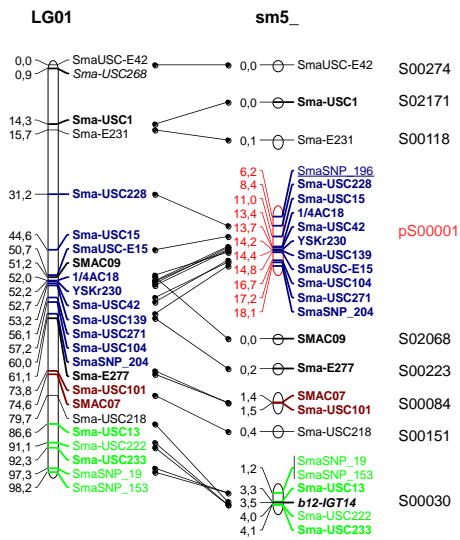 LG01 sm5_
0,0 SmaUSC-E42
0,9 Sma-USC268
14,3 Sma-USC1
15,7 Sma-E231
31,2 Sma-USC228
44,6 Sma-USC15
50,7 SmaUSC-E15
51,2 SMAC09
52,0 1/4AC18
52,2 YSKr230
52,7 Sma-USC42
53,2 Sma-USC139
56,1 Sma-USC271
57,2 Sma-USC104
60,0 SmaSNP_204
61,1 Sma-E277
73,8 Sma-USC101
74,6 SMAC07
79,7 Sma-USC218
86,6 Sma-USC13
91,1 Sma-USC222
92,3 Sma-USC233
97,3 SmaSNP_19
98,2 SmaSNP_153
0,0 SmaUSC-E42 S00274
0,0 Sma-USC1 S02171
0,1 Sma-E231 S00118
6,2 SmaSNP_196
8,4 Sma-USC228
11,0 Sma-USC15
13,4 1/4AC18
13,7 Sma-USC42
14,2 YSKr230
14,4 Sma-USC139
14,8 SmaUSC-E15
16,7 Sma-USC104
17,2 Sma-USC271
18,1 SmaSNP_204
pS00001
0,0 SMAC09 S02068
0,2 Sma-E277 S00223
1,4 SMAC07
1,5 Sma-USC101
S00084
0,4 Sma-USC218 S00151
SmaSNP_19
1,2 SmaSNP_153
3,3 Sma-USC13
3,5 b12-IGT14 S00030
4,0 Sma-USC222
4,1 Sma-USC233